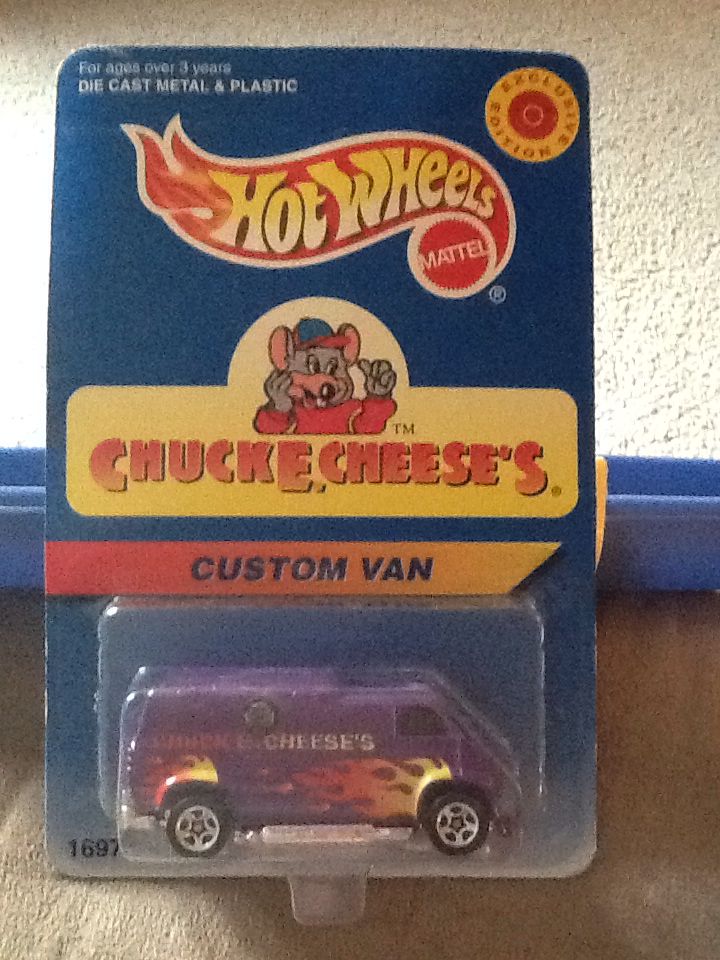 For ages over 3 years
DIE CAST METAL & PLASTIC
EXCLUSIVE EDITION
HOT WHEELS
MATTEL
®
TM
CHUCK E. CHEESE'S®
CUSTOM VAN
CHUCK E. CHEESE'S
1697